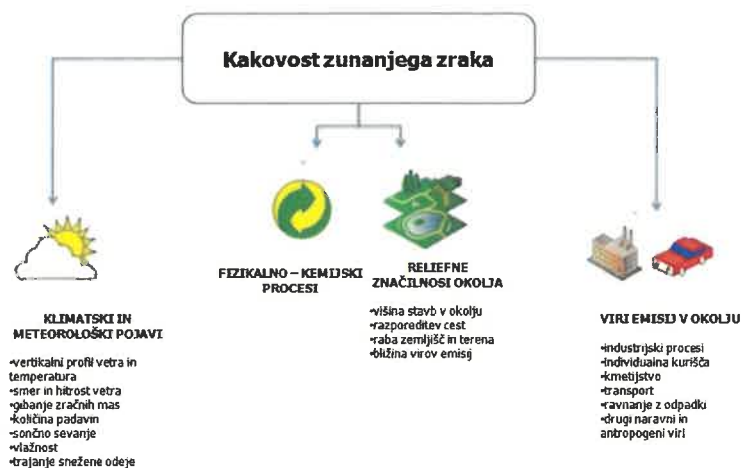 Kakovost zunanjega zraka
KLIMATSKI IN
METEOROLOŠKI POJAVI
•vertikalni profil vetra in
temperatura
•smer in hitrost vetra
•gibanje zračnih mas
•količina padavin
•sončno sevanje
•vlažnost
•trajanje snežene odeje
FIZIKALNO – KEMIJSKI
PROCESI
RELIEFNE
ZNAČILNOSI OKOLJA
•višina stavb v okolju
•razporeditev cest
•raba zemljišč in terena
•bližina virov emisij
VIRI EMISIJ V OKOLJU
•industrijski procesi
•individualna kurišča
•kmetijstvo
•transport
•ravnanje z odpadki
•drugi naravni in
antropogeni viri